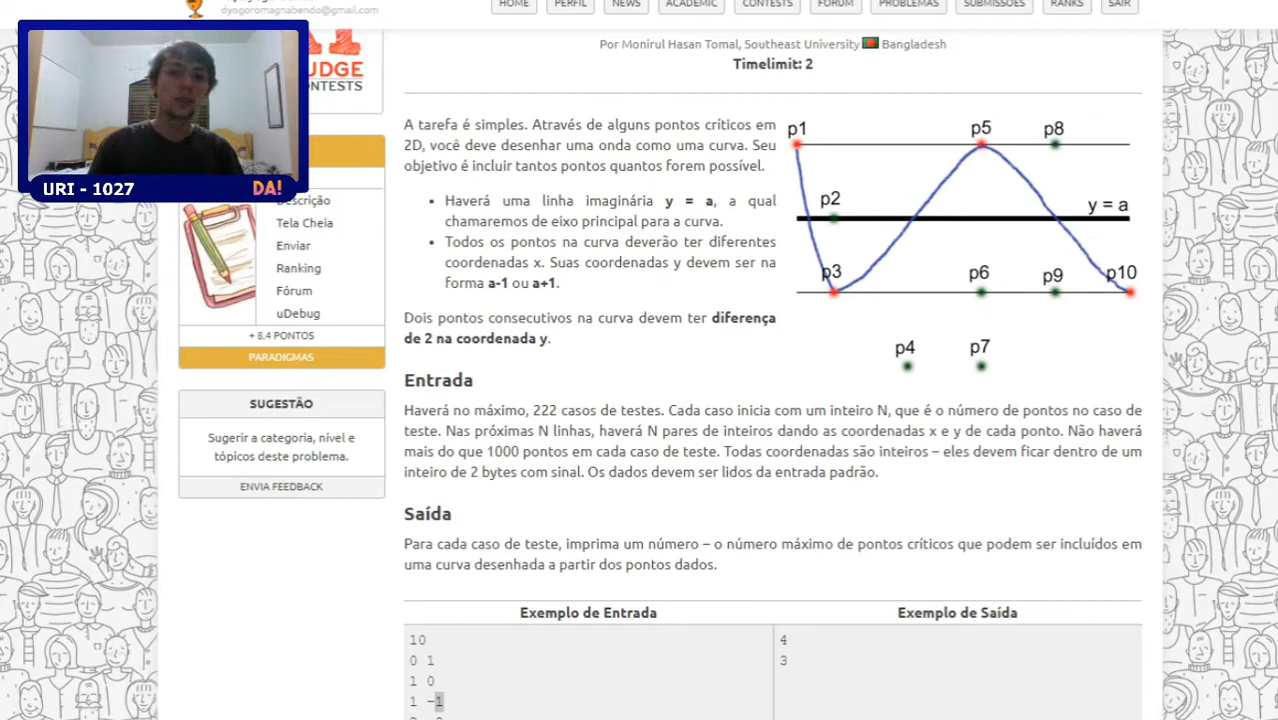 dyogoromagnabendo@gmail.com
HOME PERFIL NEWS ACADEMIC CONTESTS FÓRUM PROBLEMAS SUBMISSÕES RANKS SAIR
UDGE
ONTESTS
URI - 1027 DA!
Descrição
Tela Cheia
Enviar
Ranking
Fórum
uDebug
+ 8.4 PONTOS
PARADIGMAS
SUGESTÃO
Sugerir a categoria, nível e
tópicos deste problema.
ENVIA FEEDBACK
Por Monirul Hasan Tomal, Southeast University Bangladesh
Timelimit: 2
A tarefa é simples. Através de alguns pontos críticos em
2D, você deve desenhar uma onda como uma curva. Seu
objetivo é incluir tantos pontos quantos forem possível.
• Haverá uma linha imaginária y = a, a qual
chamaremos de eixo principal para a curva.
• Todos os pontos na curva deverão ter diferentes
coordenadas x. Suas coordenadas y devem ser na
forma a-1 ou a+1.
Dois pontos consecutivos na curva devem ter diferença
de 2 na coordenada y.
p1 p5 p8
p2 y = a
p3 p6 p9 p10
p4 p7
Entrada
Haverá no máximo, 222 casos de testes. Cada caso inicia com um inteiro N, que é o número de pontos no caso de
teste. Nas próximas N linhas, haverá N pares de inteiros dando as coordenadas x e y de cada ponto. Não haverá
mais do que 1000 pontos em cada caso de teste. Todas coordenadas são inteiros – eles devem ficar dentro de um
inteiro de 2 bytes com sinal. Os dados devem ser lidos da entrada padrão.
Saída
Para cada caso de teste, imprima um número – o número máximo de pontos críticos que podem ser incluídos em
uma curva desenhada a partir dos pontos dados.
Exemplo de Entrada Exemplo de Saída
10 4
0 1 3
1 0
1 -1